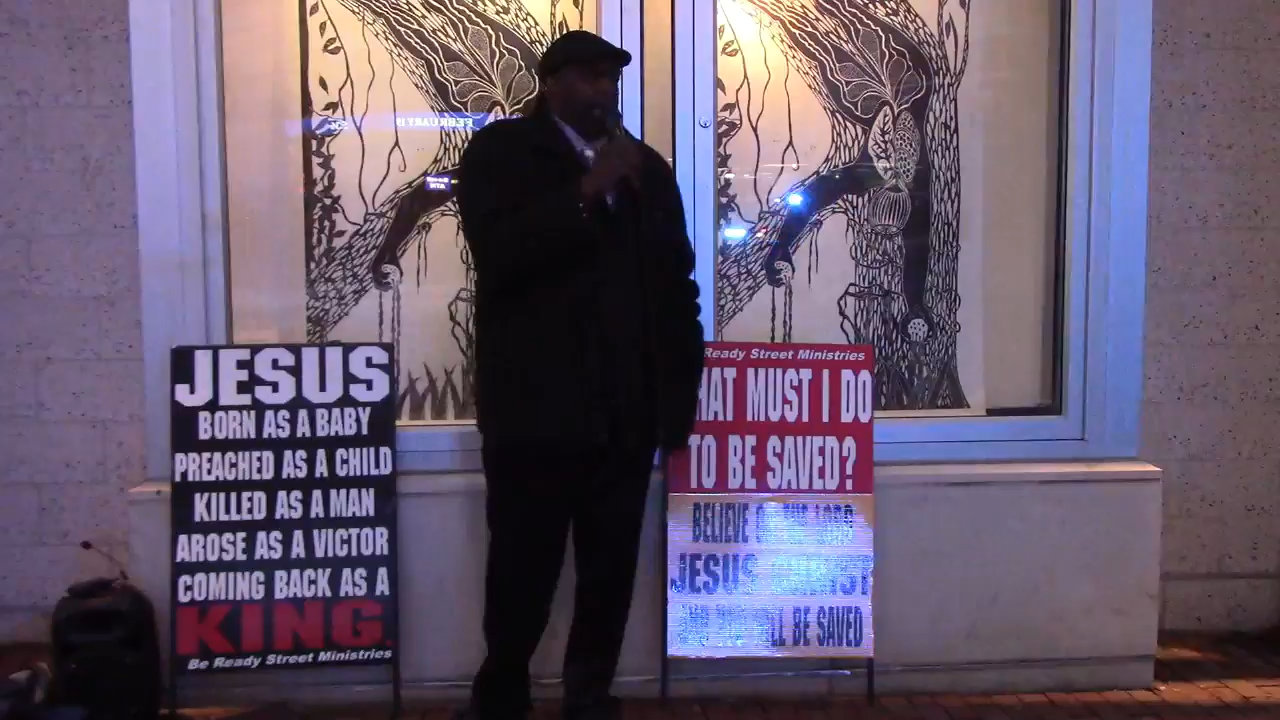 JESUS
BORN AS A BABY
PREACHED AS A CHILD
KILLED AS A MAN
AROSE AS A VICTOR
COMING BACK AS A
KING.
Be Ready Street Ministries
Ready Street Ministries
HAT MUST I DO
TO BE SAVED?
BELIEVE LORD
JESUS
BE SAVED
FEBRUARY